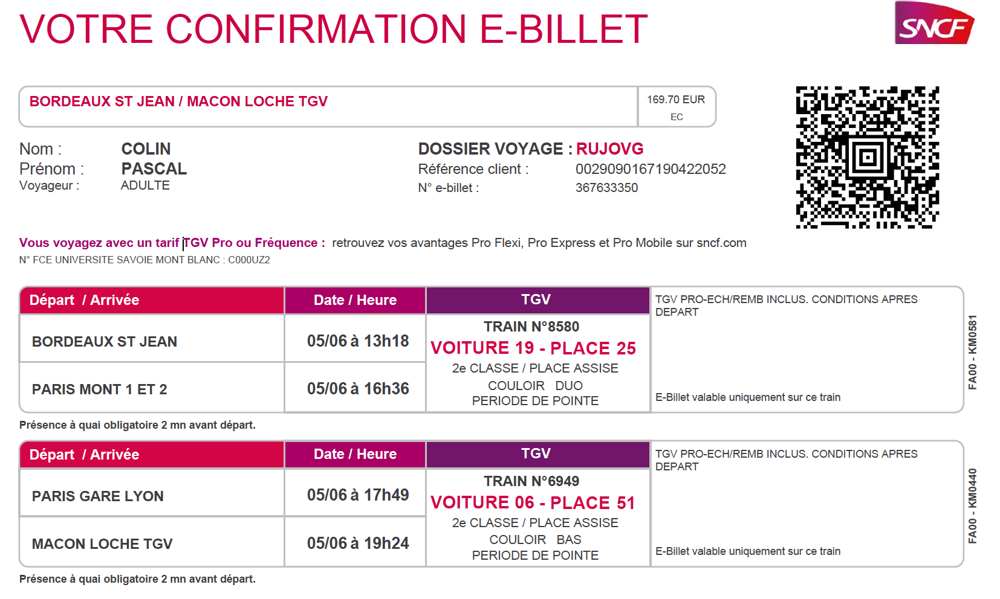 VOTRE CONFIRMATION E-BILLET
SNCF
BORDEAUX ST JEAN / MACON LOCHE TGV
169.70 EUR
EC
Nom : COLIN
Prénom : PASCAL
Voyageur : ADULTE
DOSSIER VOYAGE : RUJOVG
Référence client : 0029090167190422052
N° e-billet : 367633350
Vous voyagez avec un tarif TGV Pro ou Fréquence : retrouvez vos avantages Pro Flexi, Pro Express et Pro Mobile sur sncf.com
N° FCE UNIVERSITE SAVOIE MONT BLANC : C000UZ2
Départ / Arrivée
Date / Heure
TGV
TGV PRO-ECH/REMB INCLUS. CONDITIONS APRES
DEPART
BORDEAUX ST JEAN
05/06 à 13h18
PARIS MONT 1 ET 2
05/06 à 16h36
TRAIN N°8580
VOITURE 19 - PLACE 25
2e CLASSE / PLACE ASSISE
COULOIR DUO
PERIODE DE POINTE
E-Billet valable uniquement sur ce train
FA00 - KM0581
Présence à quai obligatoire 2 mn avant départ.
Départ / Arrivée
Date / Heure
TGV
TGV PRO-ECH/REMB INCLUS. CONDITIONS APRES
DEPART
PARIS GARE LYON
05/06 à 17h49
MACON LOCHE TGV
05/06 à 19h24
TRAIN N°6949
VOITURE 06 - PLACE 51
2e CLASSE / PLACE ASSISE
COULOIR BAS
PERIODE DE POINTE
E-Billet valable uniquement sur ce train
FA00 - KM0440
Présence à quai obligatoire 2 mn avant départ.